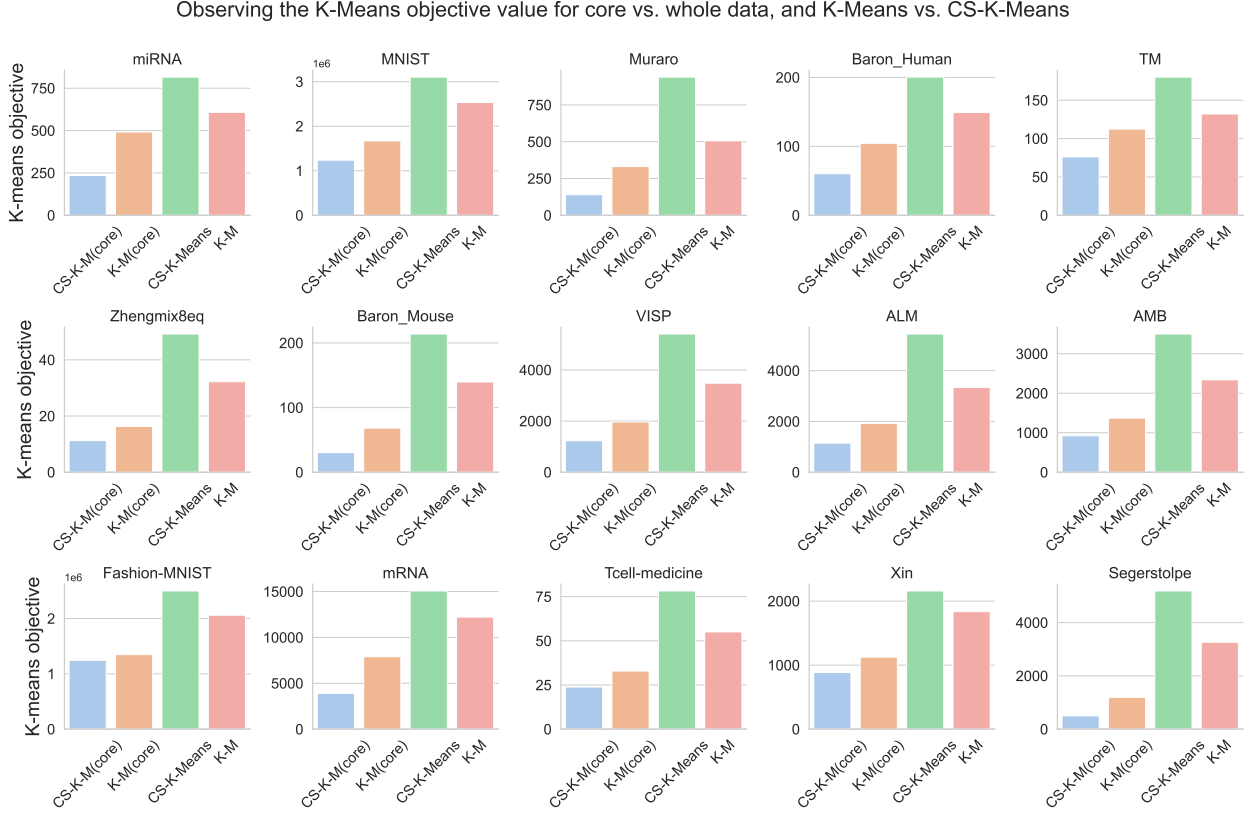 Observing the K-Means objective value for core vs. whole data, and K-Means vs. CS-K-Means
miRNA
MNIST
Muraro
Baron_Human
TM
K-means objective
750
500
250
0
1e6
3
2
1
0
750
500
250
0
200
100
0
150
100
50
0
CS-K-M(core)
K-M(core)
CS-K-Means
K-M
CS-K-M(core)
K-M(core)
CS-K-Means
K-M
CS-K-M(core)
K-M(core)
CS-K-Means
K-M
CS-K-M(core)
K-M(core)
CS-K-Means
K-M
CS-K-M(core)
K-M(core)
CS-K-Means
K-M
Zhengmix8eq
Baron_Mouse
VISP
ALM
AMB
K-means objective
40
20
0
200
100
0
4000
2000
0
4000
2000
0
3000
2000
1000
0
CS-K-M(core)
K-M(core)
CS-K-Means
K-M
CS-K-M(core)
K-M(core)
CS-K-Means
K-M
CS-K-M(core)
K-M(core)
CS-K-Means
K-M
CS-K-M(core)
K-M(core)
CS-K-Means
K-M
CS-K-M(core)
K-M(core)
CS-K-Means
K-M
Fashion-MNIST
mRNA
Tcell-medicine
Xin
Segerstolpe
K-means objective
1e6
2
1
0
15000
10000
5000
0
75
50
25
0
2000
1000
0
4000
2000
0
CS-K-M(core)
K-M(core)
CS-K-Means
K-M
CS-K-M(core)
K-M(core)
CS-K-Means
K-M
CS-K-M(core)
K-M(core)
CS-K-Means
K-M
CS-K-M(core)
K-M(core)
CS-K-Means
K-M
CS-K-M(core)
K-M(core)
CS-K-Means
K-M